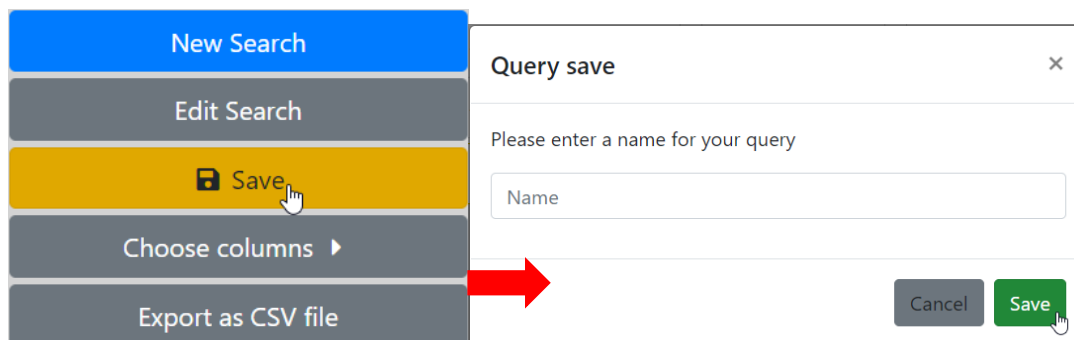 New Search
Edit Search
Save
Choose columns
Export as CSV file
Query save
Please enter a name for your query
Name
Cancel
Save